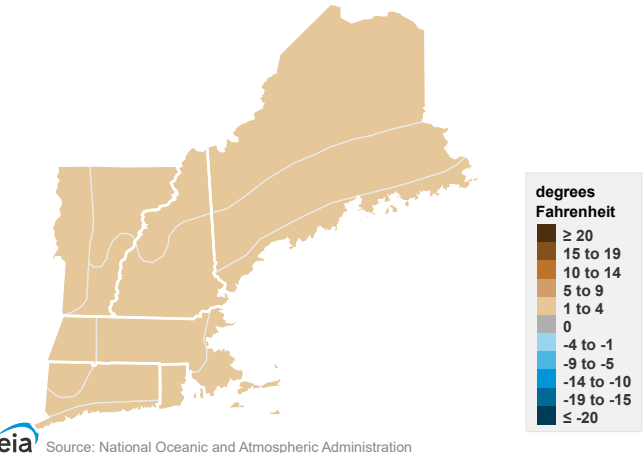 degrees
Fahrenheit
≥ 20
15 to 19
10 to 14
5 to 9
1 to 4
0
-4 to -1
-9 to -5
-14 to -10
-19 to -15
≤ -20
eia Source: National Oceanic and Atmospheric Administration